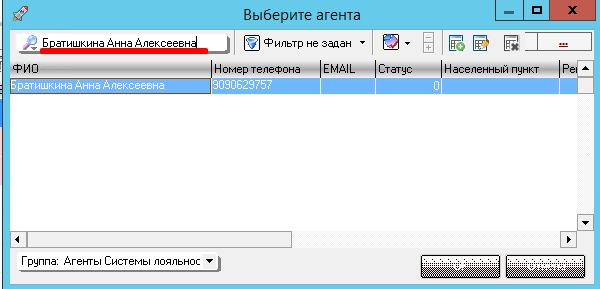 Выберите агента
Братишкина Анна Алексеевна
Фильтр не задан
...
ФИО Номер телефона EMAIL Статус Населенный пункт Рег
Братишкина Анна Алексеевна 9090629757 0
Группа: Агенты Системы лояльнос